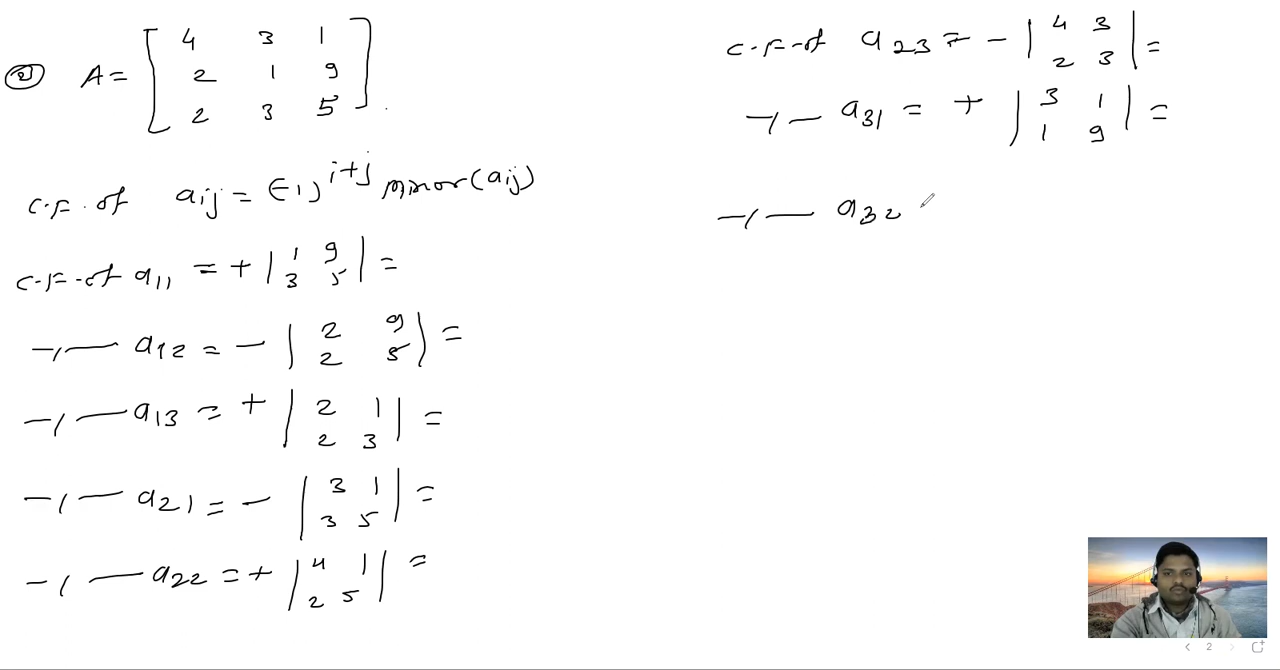 ② A = [ 4 3 1
2 1 9
2 3 5 ].
c.F. of aij = (-1)^i+j minor(aij)
c.F. of a11 = + | 1 9
3 5 | =
-,- a12 = - | 2 9
2 5 | =
-,- a13 = + | 2 1
2 3 | =
-,- a21 = - | 3 1
3 5 | =
-,- a22 = + | 4 1
2 5 | =
c.F. of a23 = - | 4 3
2 3 | =
-,- a31 = + | 3 1
1 9 | =
-,- a32
2